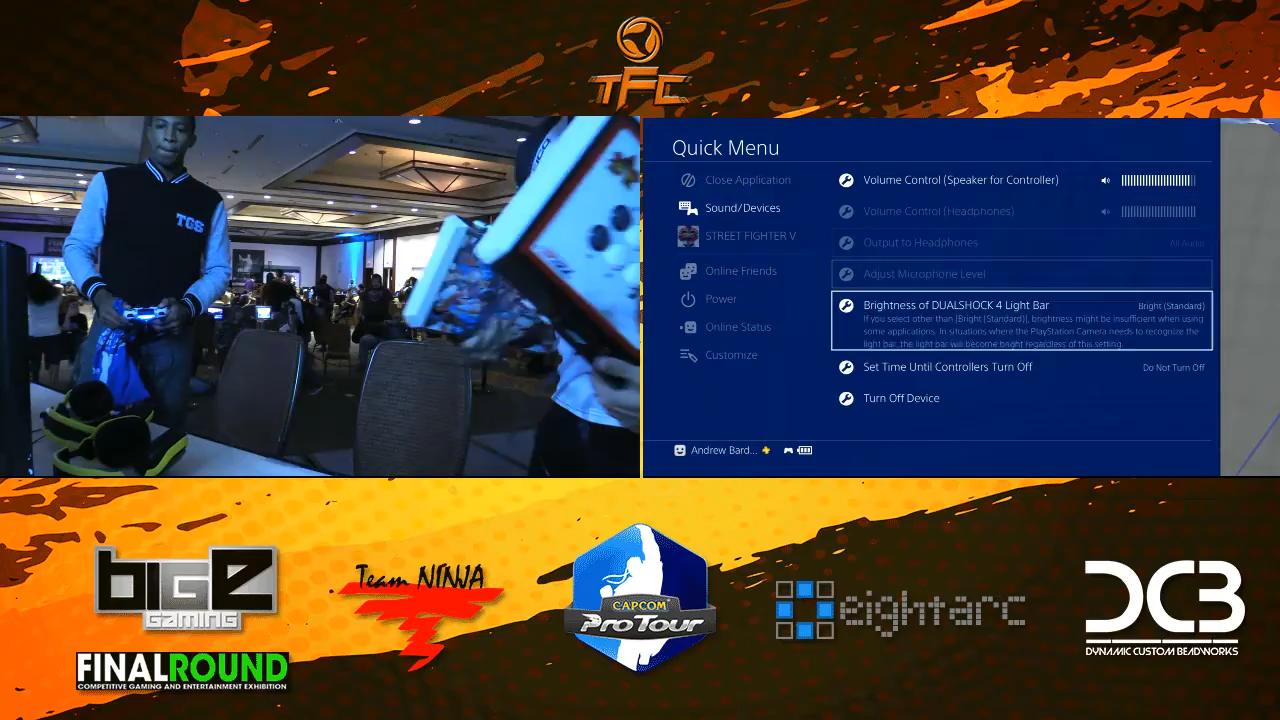 TFC
TGS
Quick Menu
Close Application
Sound/Devices
STREET FIGHTER V
Online Friends
Power
Online Status
Customize
Volume Control (Speaker for Controller)
Volume Control (Headphones)
Output to Headphones
All Audio
Adjust Microphone Level
Brightness of DUALSHOCK 4 Light Bar
Bright (Standard)
If you select other than [Bright (Standard)], brightness might be insufficient when using
some applications. In situations where the PlayStation Camera needs to recognize the
light bar, the light bar will become bright regardless of this setting.
Set Time Until Controllers Turn Off
Do Not Turn Off
Turn Off Device
Andrew Bard...
bigE
GAMING
FINALROUND
COMPETITIVE GAMING AND ENTERTAINMENT EXHIBITION
Team NINJA
CAPCOM
Pro Tour
eightarc
DCB
DYNAMIC CUSTOM BEADWORKS